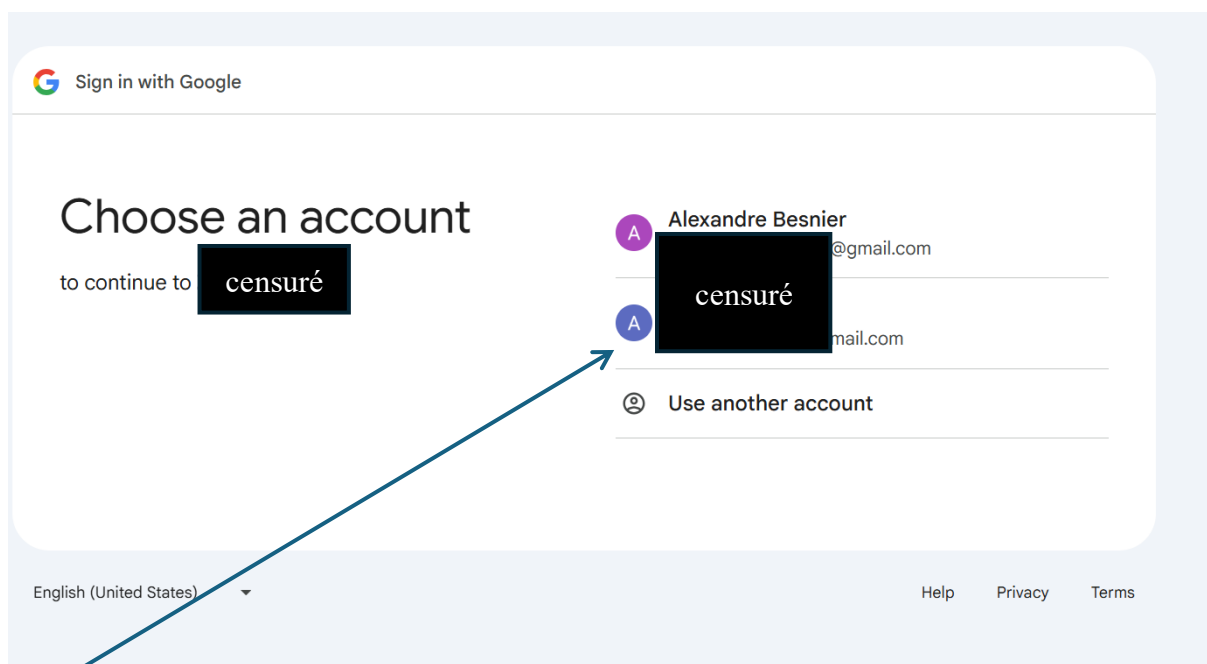 Sign in with Google
Choose an account
to continue to censuré
Alexandre Besnier
@gmail.com
censuré
mail.com
Use another account
English (United States)
Help Privacy Terms